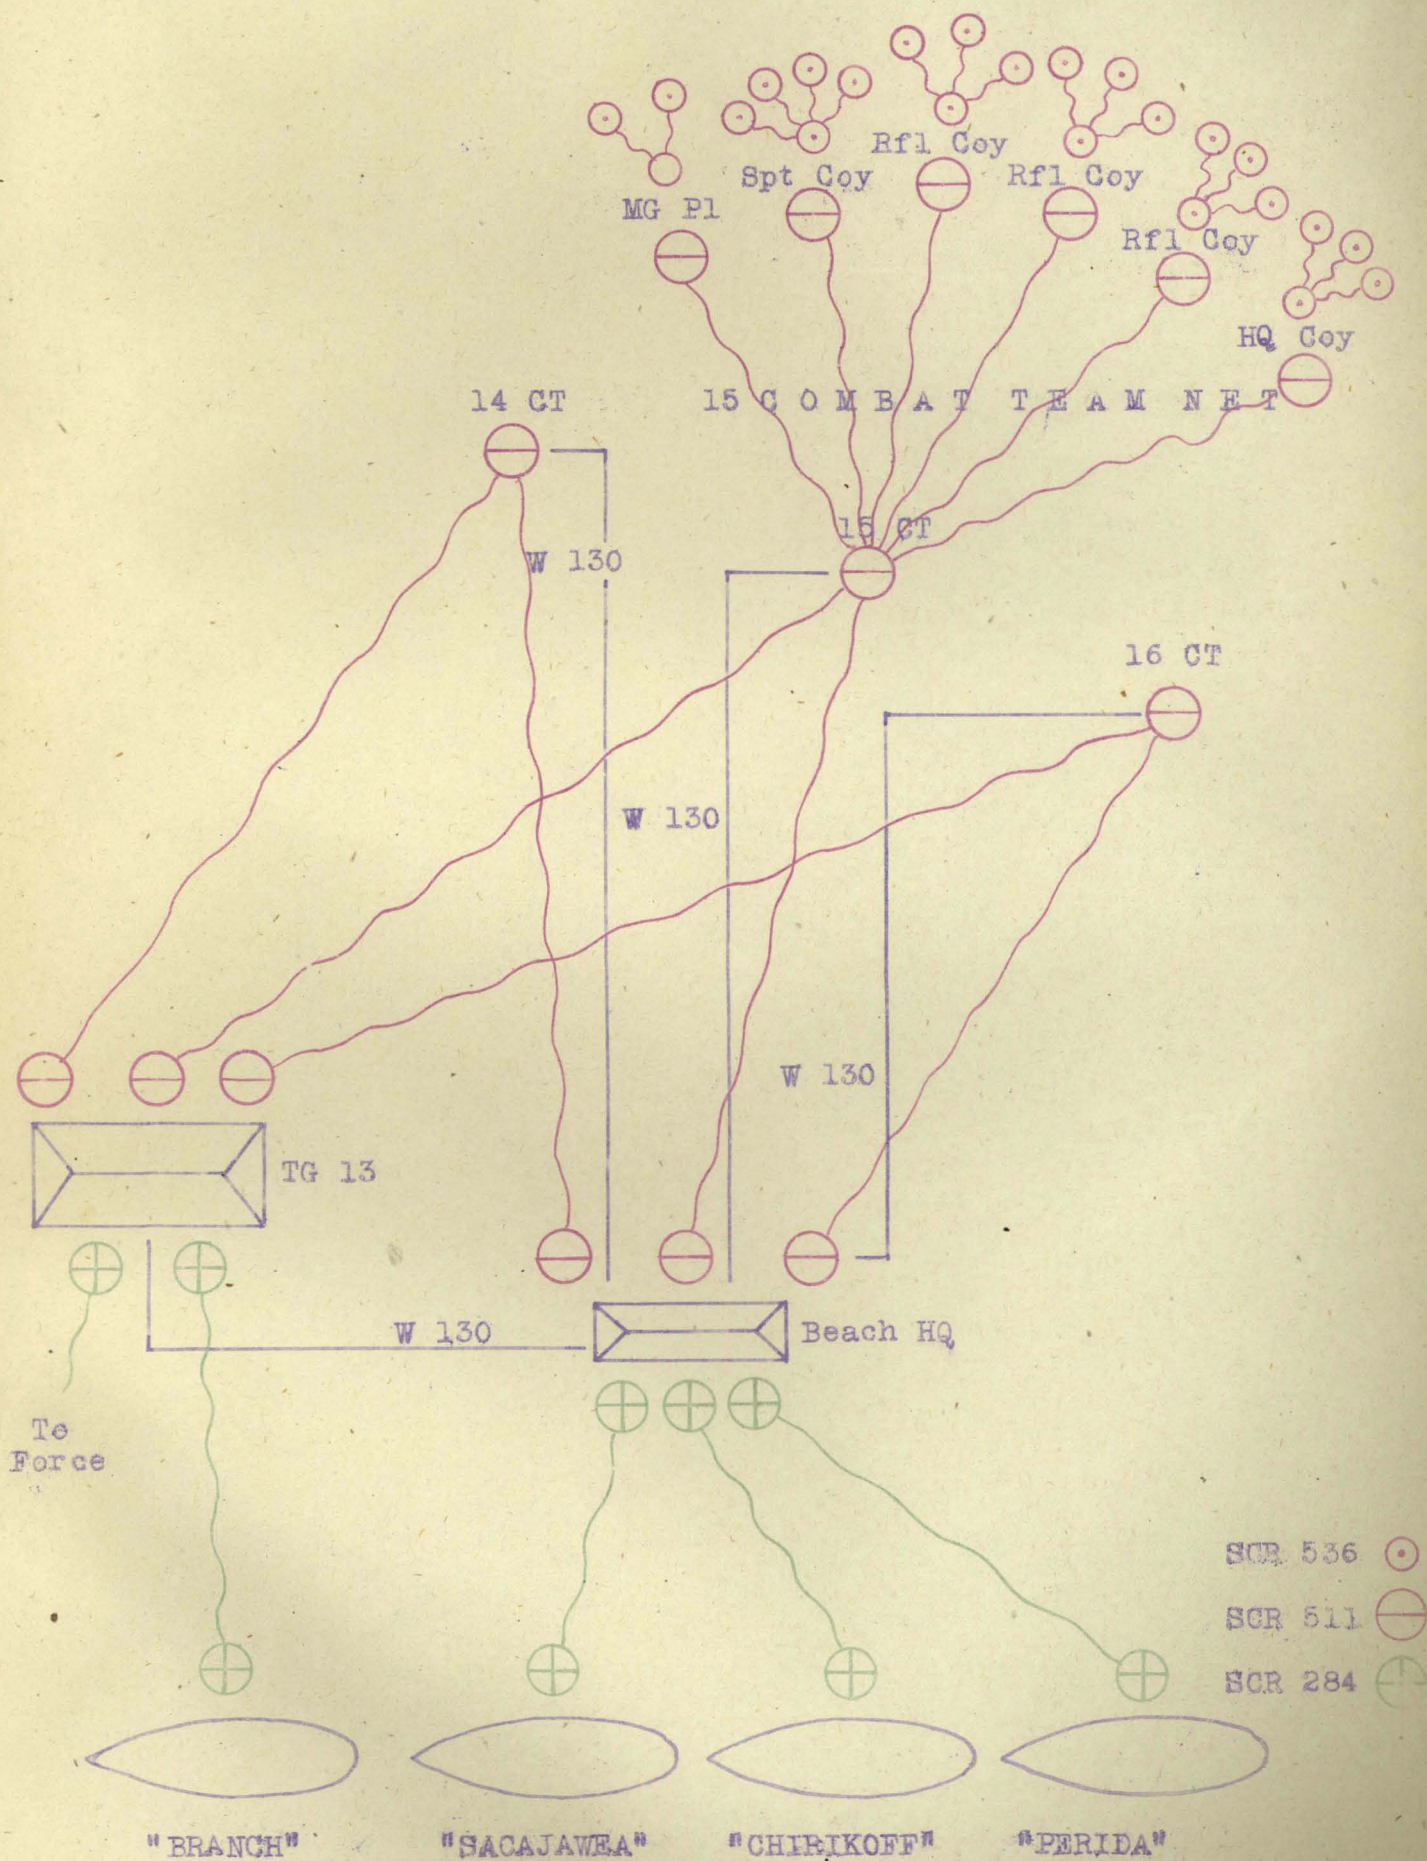 Rfl Coy
Spt Coy
Rfl Coy
MG Pl
Rfl Coy
HQ Coy
14 CT
15 COMBAT TEAM NET
15 CT
W 130
16 CT
W 130
W 130
TG 13
W 130
Beach HQ
To
Force
SCR 536
SCR 511
SCR 284
"BRANCH"
"SACAJAWEA"
"CHIRIKOFF"
"PERIDA"